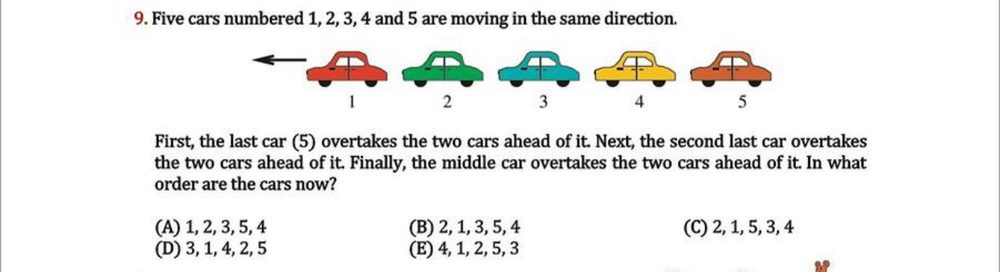 9. Five cars numbered 1, 2, 3, 4 and 5 are moving in the same direction.
1 2 3 4 5
First, the last car (5) overtakes the two cars ahead of it. Next, the second last car overtakes
the two cars ahead of it. Finally, the middle car overtakes the two cars ahead of it. In what
order are the cars now?
(A) 1, 2, 3, 5, 4 (B) 2, 1, 3, 5, 4 (C) 2, 1, 5, 3, 4
(D) 3, 1, 4, 2, 5 (E) 4, 1, 2, 5, 3